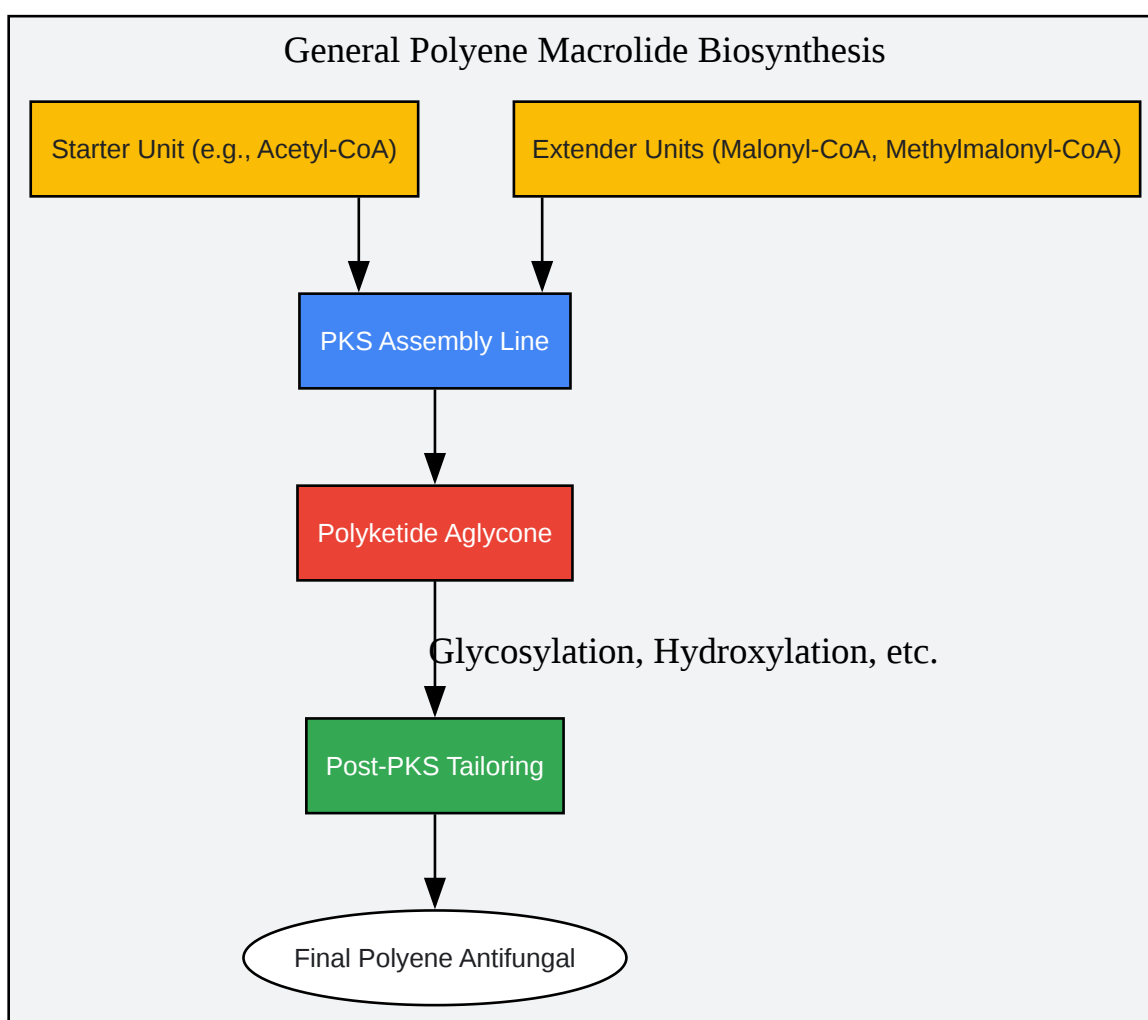 General Polyene Macrolide Biosynthesis
Starter Unit (e.g., Acetyl-CoA)
Extender Units (Malonyl-CoA, Methylmalonyl-CoA)
PKS Assembly Line
Polyketide Aglycone
Glycosylation, Hydroxylation, etc.
Post-PKS Tailoring
Final Polyene Antifungal